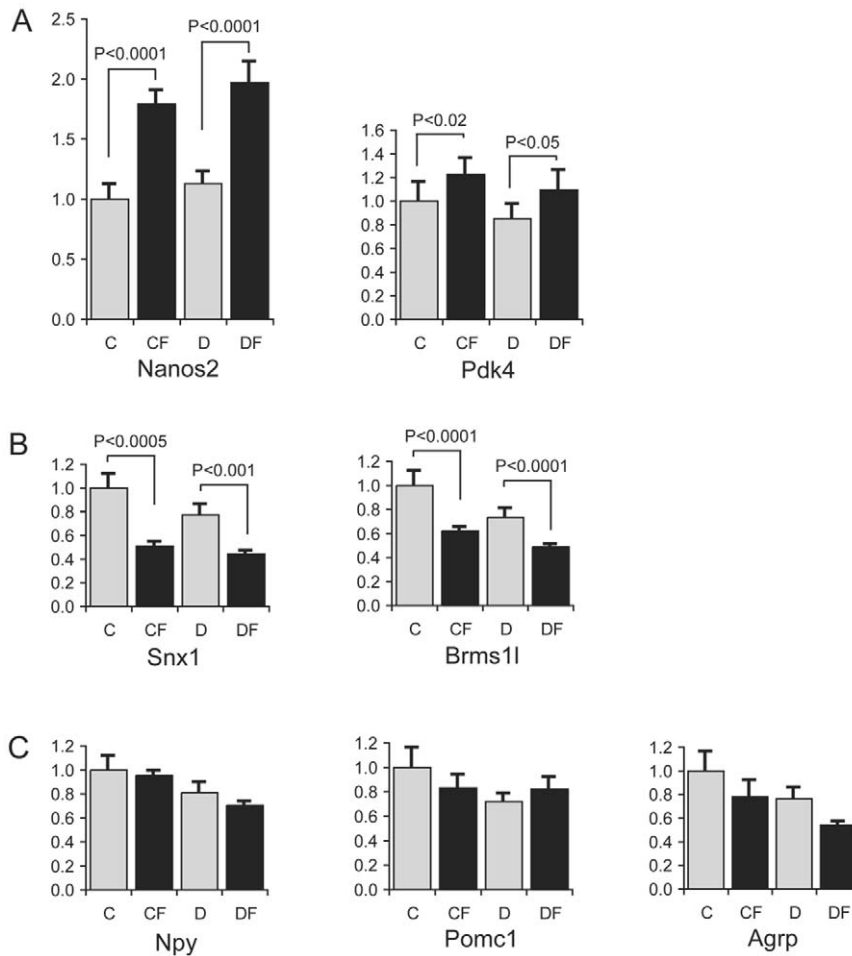 A
2.5
2.0
1.5
1.0
0.5
0.0
P<0.0001
P<0.0001
C CF D DF
Nanos2
1.6
1.4
1.2
1.0
0.8
0.6
0.4
0.2
0.0
P<0.02
P<0.05
C CF D DF
Pdk4
B
1.2
1.0
0.8
0.6
0.4
0.2
0.0
P<0.0005
P<0.001
C CF D DF
Snx1
1.2
1.0
0.8
0.6
0.4
0.2
0.0
P<0.0001
P<0.0001
C CF D DF
Brms1l
C
1.2
1.0
0.8
0.6
0.4
0.2
0.0
C CF D DF
Npy
1.2
1.0
0.8
0.6
0.4
0.2
0.0
C CF D DF
Pomc1
1.2
1.0
0.8
0.6
0.4
0.2
0.0
C CF D DF
Agrp